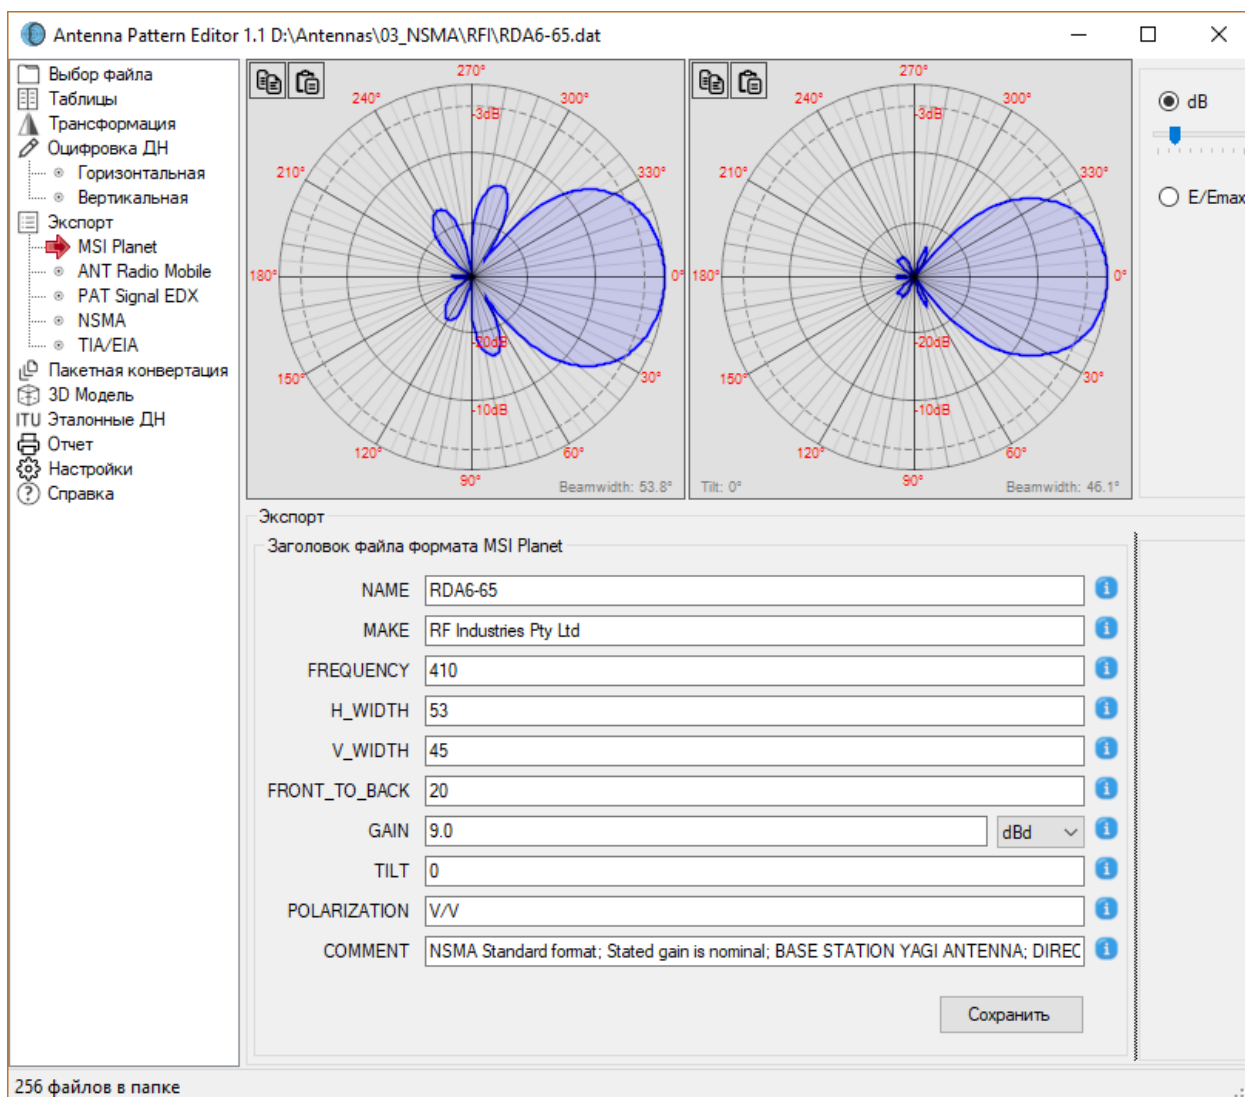 Antenna Pattern Editor 1.1 D:\Antennas\03_NSMA\RFI\RDA6-65.dat
Выбор файла
Таблицы
Трансформация
Оцифровка ДН
Горизонтальная
Вертикальная
Экспорт
MSI Planet
ANT Radio Mobile
PAT Signal EDX
NSMA
TIA/EIA
Пакетная конвертация
3D Модель
ITU Эталонные ДН
Отчет
Настройки
Справка
270°
240° 300°
-3dB
210° 330°
180° 0°
-20dB
150° 30°
-10dB
120° 60°
90°
Beamwidth: 53.8°
270°
240° 300°
-3dB
210° 330°
180° 0°
-20dB
150° 30°
-10dB
120° 60°
90°
Tilt: 0° Beamwidth: 46.1°
dB
E/Emax
Экспорт
Заголовок файла формата MSI Planet
NAME RDA6-65
MAKE RF Industries Pty Ltd
FREQUENCY 410
H_WIDTH 53
V_WIDTH 45
FRONT_TO_BACK 20
GAIN 9.0 dBd
TILT 0
POLARIZATION V/V
COMMENT NSMA Standard format; Stated gain is nominal; BASE STATION YAGI ANTENNA; DIREC
Сохранить
256 файлов в папке